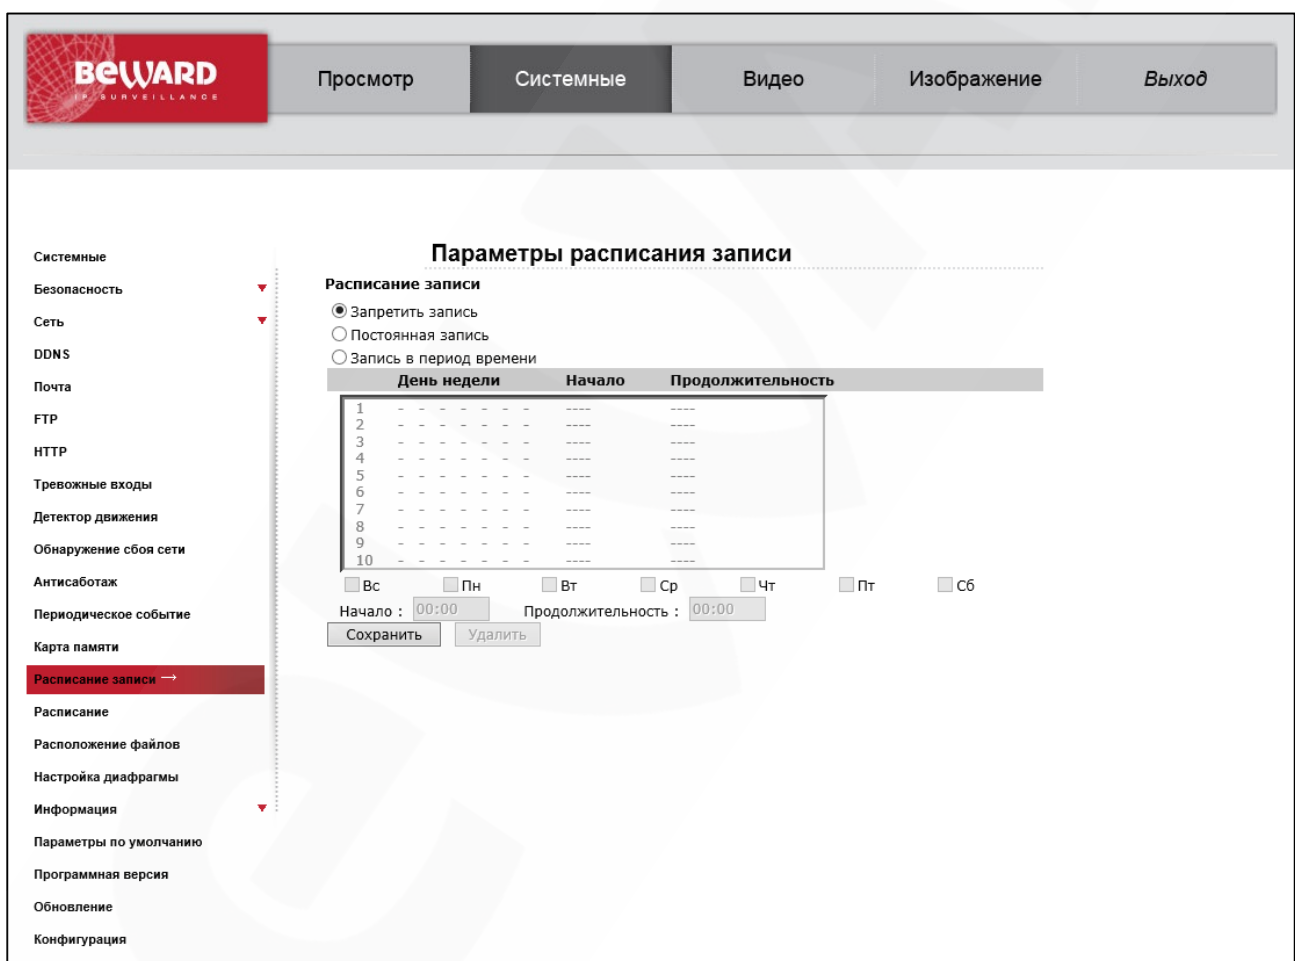 BEWARD
IP SURVEILLANCE
Просмотр Системные Видео Изображение Выход
Системные
Безопасность
Сеть
DDNS
Почта
FTP
HTTP
Тревожные входы
Детектор движения
Обнаружение сбоя сети
Антисаботаж
Периодическое событие
Карта памяти
Расписание записи →
Расписание
Расположение файлов
Настройка диафрагмы
Информация
Параметры по умолчанию
Программная версия
Обновление
Конфигурация
Параметры расписания записи
Расписание записи
Запретить запись
Постоянная запись
Запись в период времени
День недели Начало Продолжительность
1 - - - - - - - ---- ----
2 - - - - - - - ---- ----
3 - - - - - - - ---- ----
4 - - - - - - - ---- ----
5 - - - - - - - ---- ----
6 - - - - - - - ---- ----
7 - - - - - - - ---- ----
8 - - - - - - - ---- ----
9 - - - - - - - ---- ----
10 - - - - - - - ---- ----
Вс Пн Вт Ср Чт Пт Сб
Начало : 00:00 Продолжительность : 00:00
Сохранить Удалить